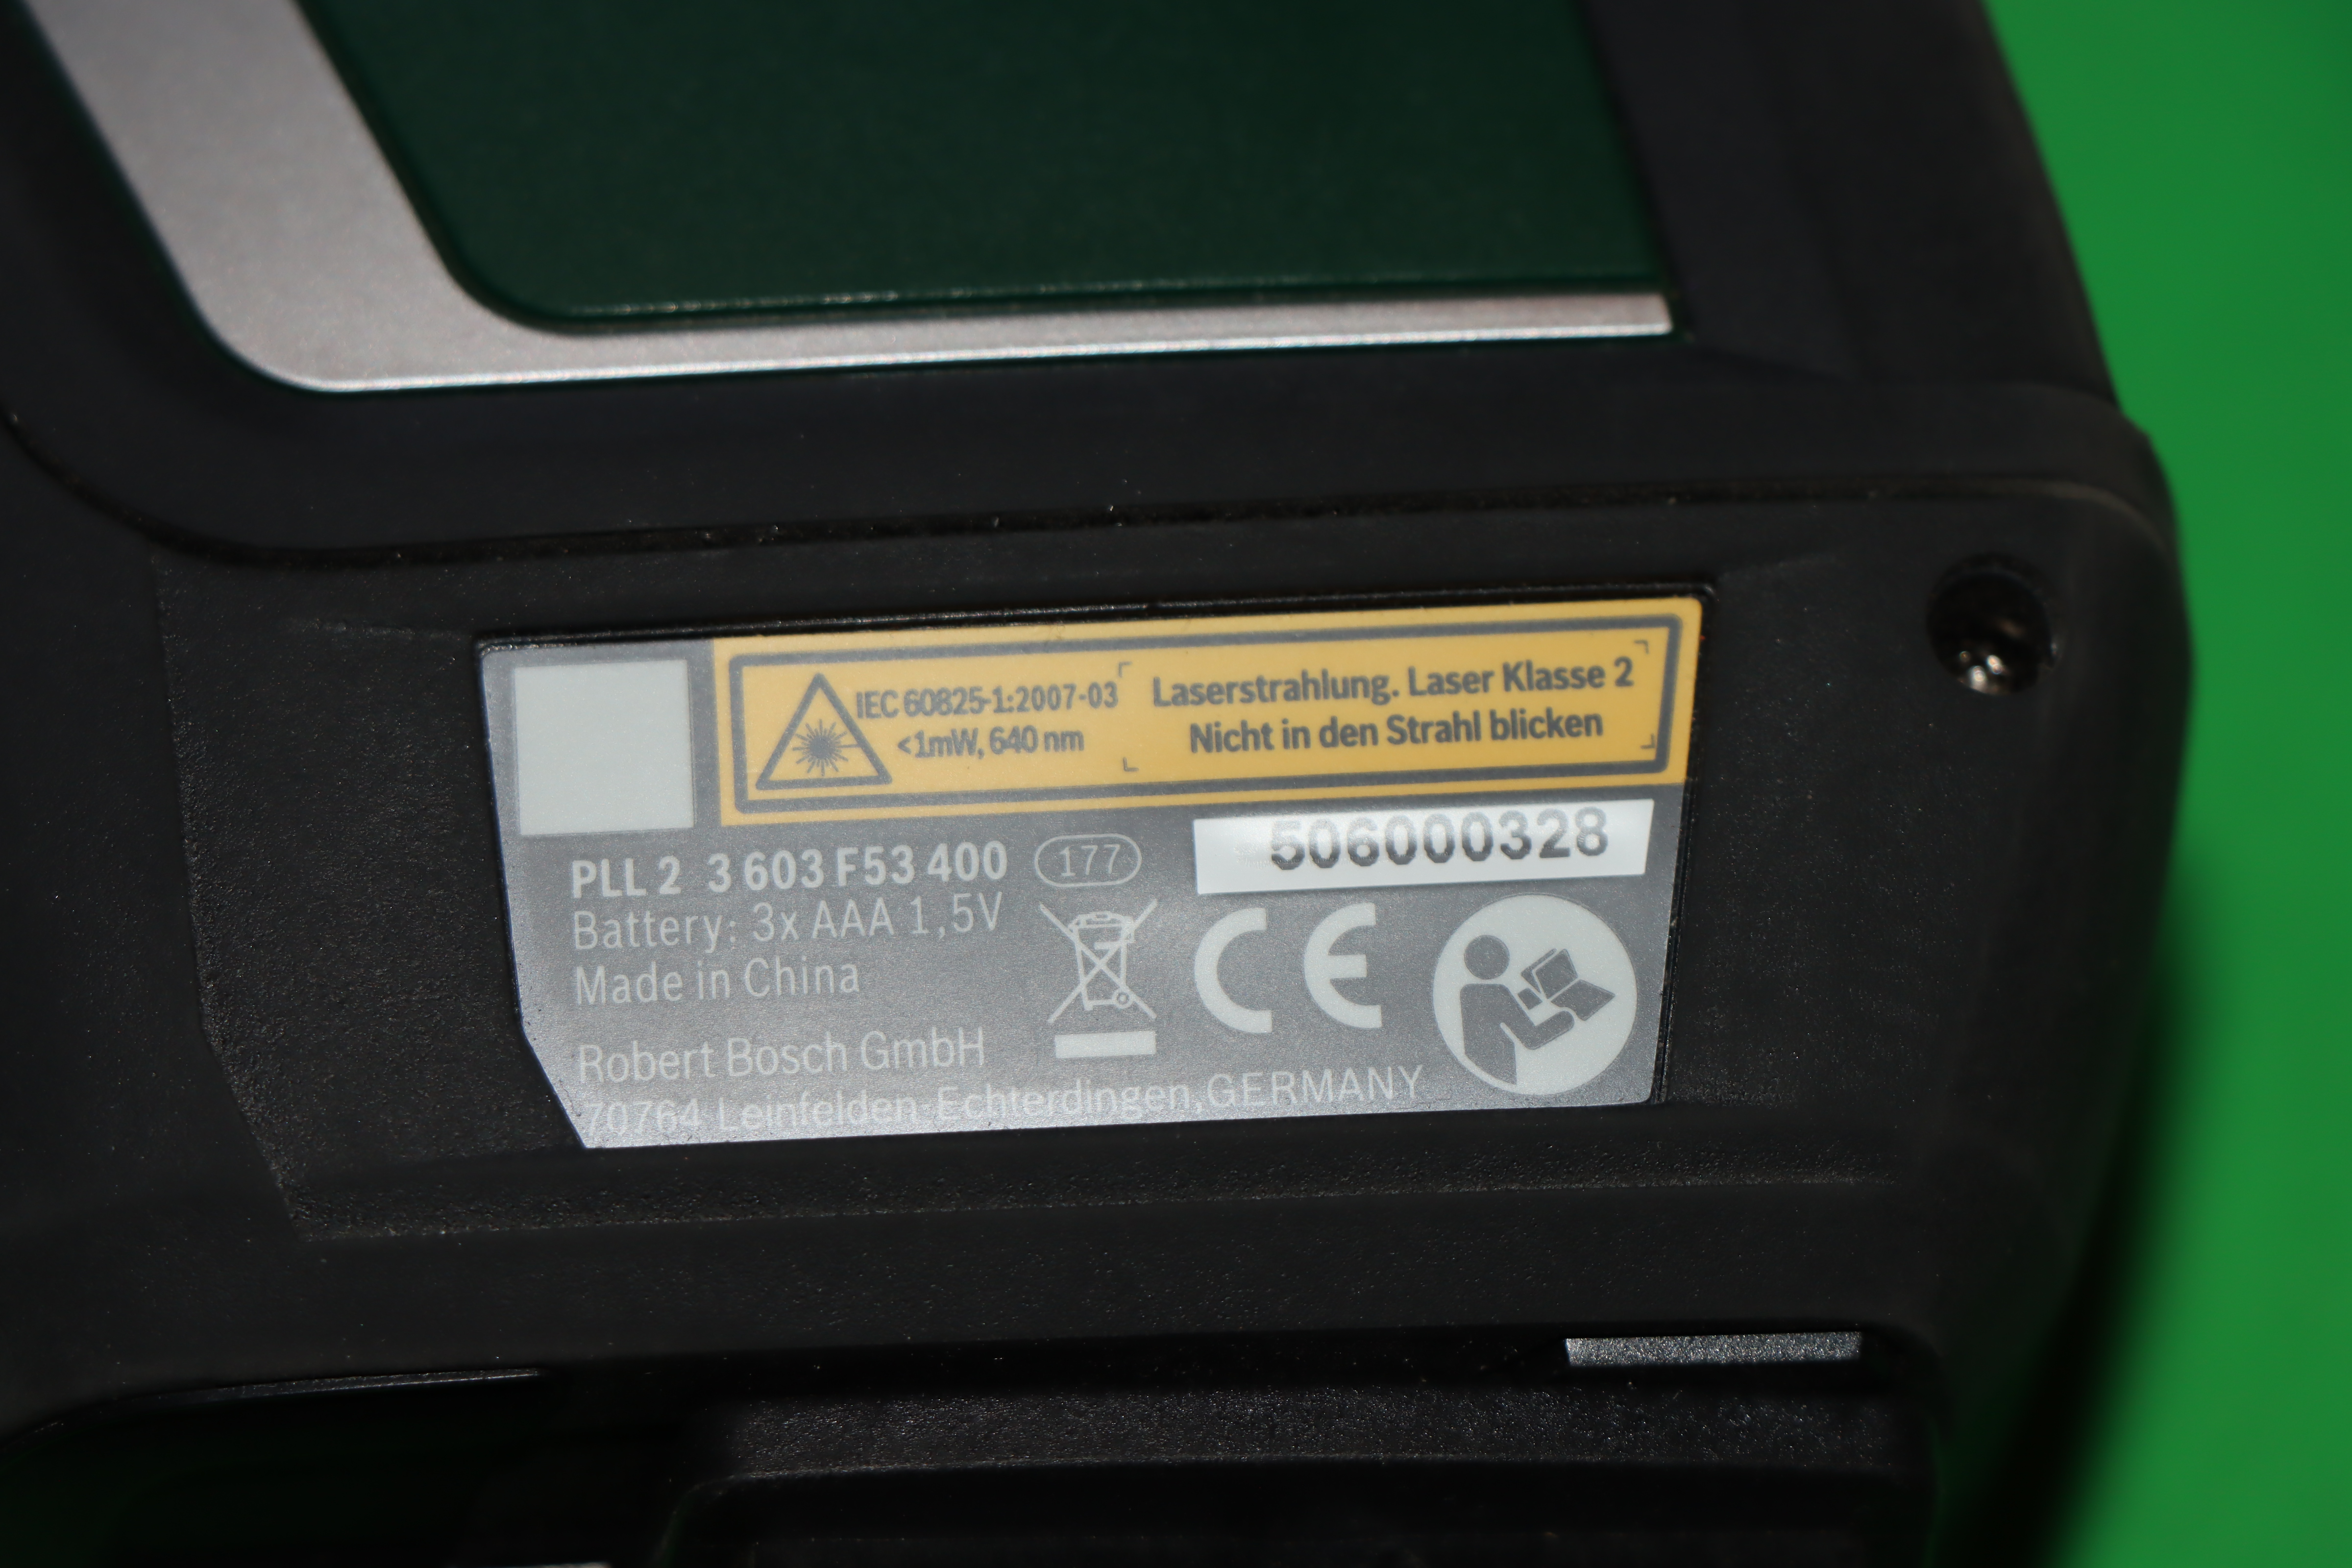 IEC 60825-1:2007-03
<1mW, 640 nm
Laserstrahlung. Laser Klasse 2
Nicht in den Strahl blicken
506000328
PLL 2 3 603 F53 400 177
Battery: 3x AAA 1,5V
Made in China
CE
Robert Bosch GmbH
70764 Leinfelden-Echterdingen,GERMANY